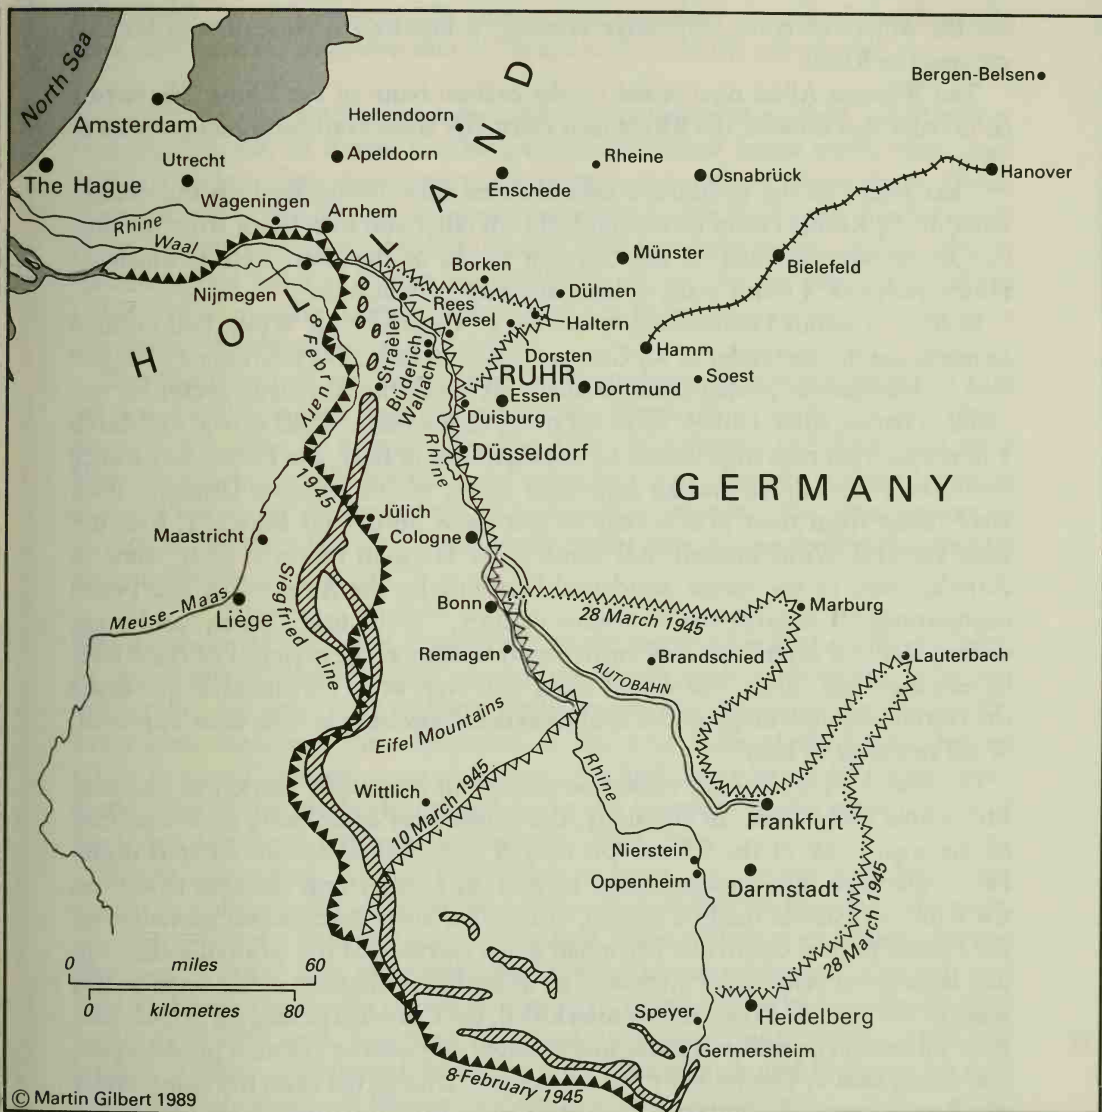 North Sea
Amsterdam
The Hague
Utrecht
Wageningen
Hellendoorn
Apeldoorn
Arnhem
Enschede
Rheine
Osnabrück
Bergen-Belsen
Hanover
Bielefeld
Hamm
Münster
HOLLAND
Rhine
Waal
Nijmegen
Borken
Dülmen
Rees
Wesel
Haltern
Dorsten
Straëlen
Büderich
Wallach
RUHR
Essen
Dortmund
Soest
Duisburg
8 February 1945
Rhine
Düsseldorf
GERMANY
Jülich
Cologne
Maastricht
Meuse-Maas
Liège
Siegfried Line
Bonn
28 March 1945
Marburg
Remagen
Brandschied
AUTOBAHN
Lauterbach
Eifel Mountains
Wittlich
10 March 1945
Rhine
Frankfurt
Nierstein
Oppenheim
Darmstadt
28 March 1945
0 miles 60
0 kilometres 80
Speyer
Heidelberg
Germersheim
8 February 1945
© Martin Gilbert 1989